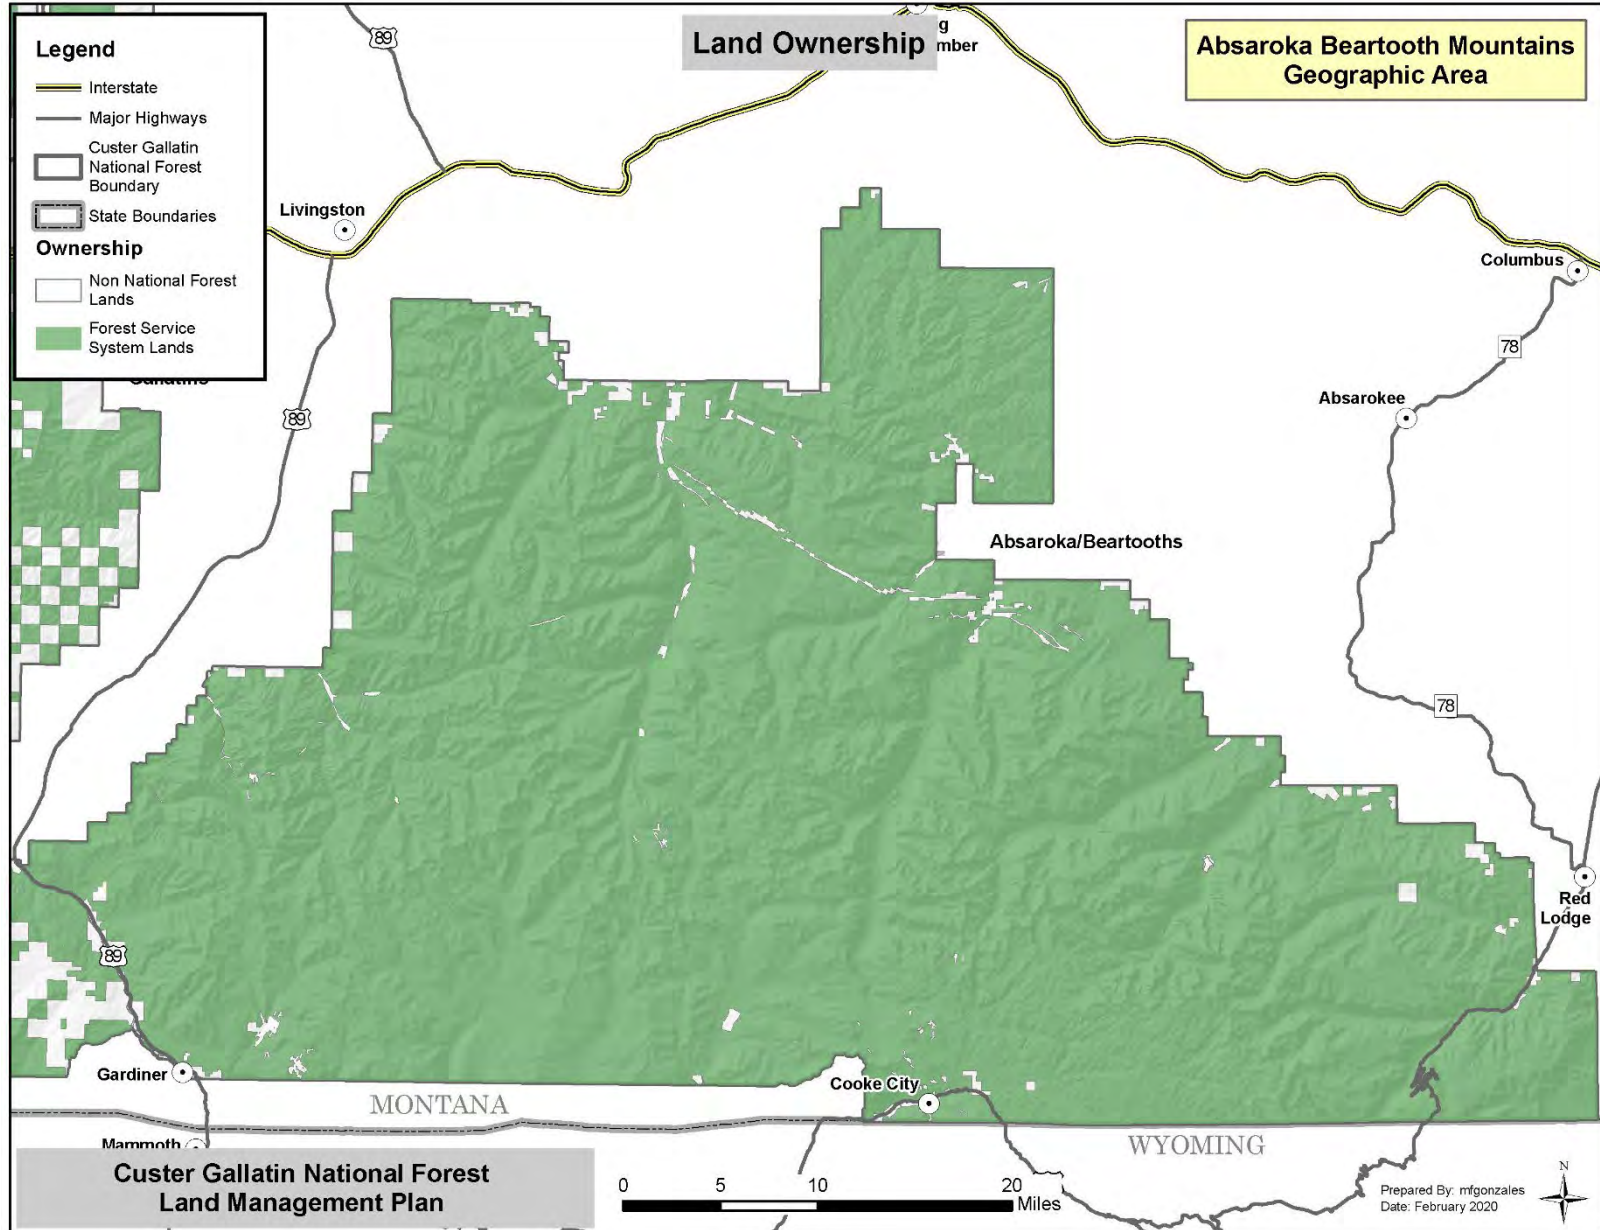 Legend
Interstate
Major Highways
Custer Gallatin
National Forest
Boundary
State Boundaries
Ownership
Non National Forest
Lands
Forest Service
System Lands
Land Ownership
g
mber
Absaroka Beartooth Mountains
Geographic Area
89
Livingston
Columbus
78
Absarokee
89
Absaroka/Beartooths
78
Red
Lodge
89
Gardiner
Cooke City
MONTANA
WYOMING
Mammoth
Custer Gallatin National Forest
Land Management Plan
0 5 10 20
Miles
Prepared By: mfgonzales
Date: February 2020
N